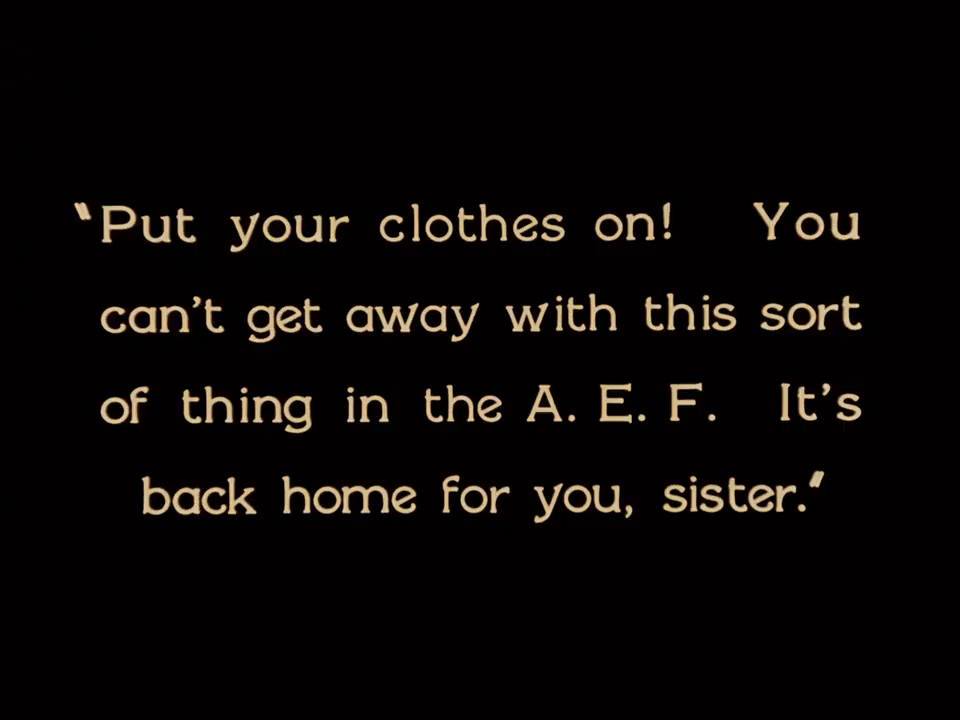 "Put your clothes on! You
can't get away with this sort
of thing in the A. E. F. It's
back home for you, sister."